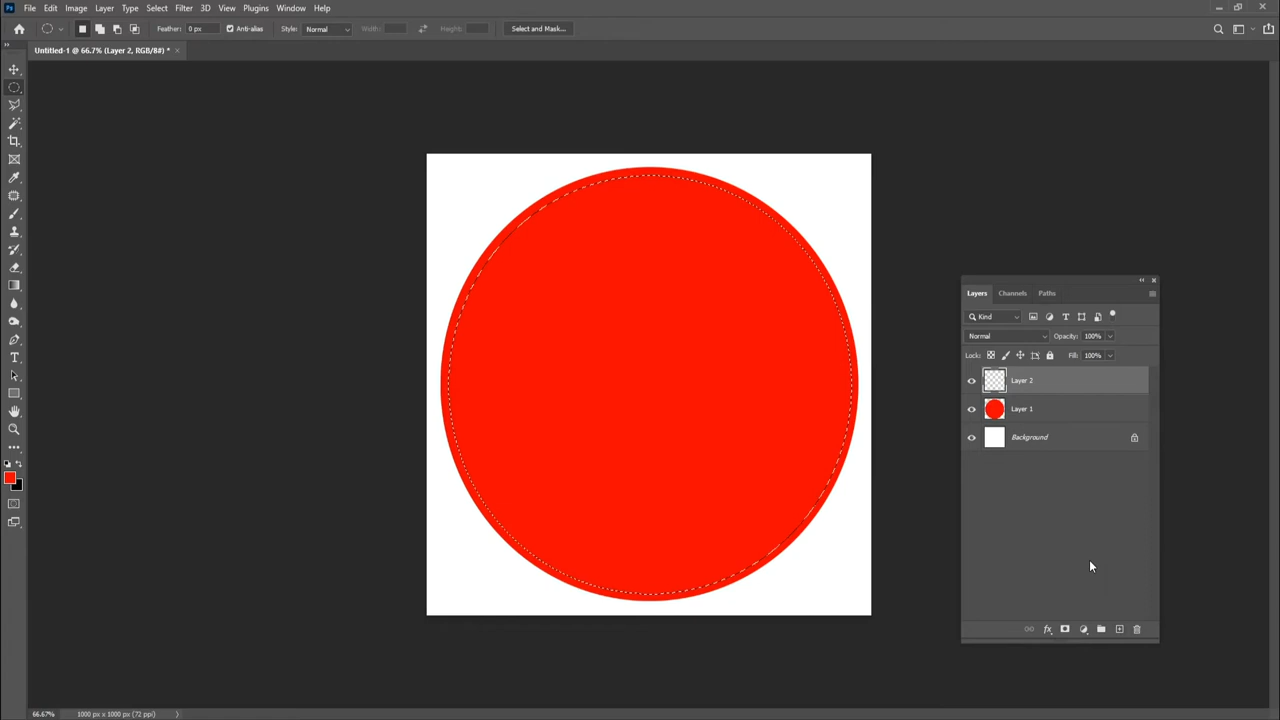 Ps File Edit Image Layer Type Select Filter 3D View Plugins Window Help
Feather: 0 px Anti-alias Style: Normal Width: Height: Select and Mask...
Untitled-1 @ 66.7% (Layer 2, RGB/8#) * ×
Layers Channels Paths
Kind
Normal Opacity: 100%
Lock: Fill: 100%
Layer 2
Layer 1
Background
66.67% 1000 px x 1000 px (72 ppi)